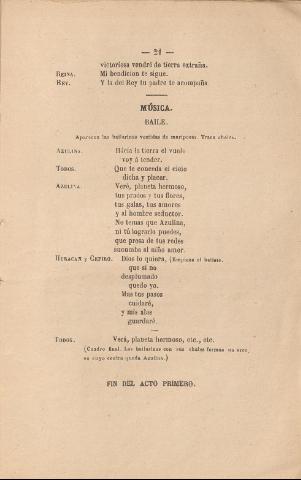 — 21 —
victoriosa vendré de tierra extraña.
REINA. Mi bendicion te sigue.
REY. Y la del Rey tu padre te acompaña
MÚSICA.
BAILE.
Aparecen las bailarinas vestidas de mariposa. Traen chales.
AZULINA. Hácia la tierra el vuelo
voy á tender.
TODOS. Que te conceda el cielo
dicha y placer.
AZULINA. Veré, planeta hermoso,
tus prados y tus flores,
tus galas, tus amores
y al hombre seductor.
No temas que Azulina,
ni tú lograrlo puedes,
que presa de tus redes
sucumba al niño amor.
HURACAN Y CEFIRO. Dios lo quiera, (Empieza el bailable.
que si no
desplumado
quedo yo.
Mas tus pasos
cuidaré,
y mis alas
guardaré.
TODOS. Verá, planeta hermoso, etc., etc.
(Cuadro final. Las bailarinas con sus chales forman un arco,
en cuyo centro queda Azulina.)
FIN DEL ACTO PRIMERO.